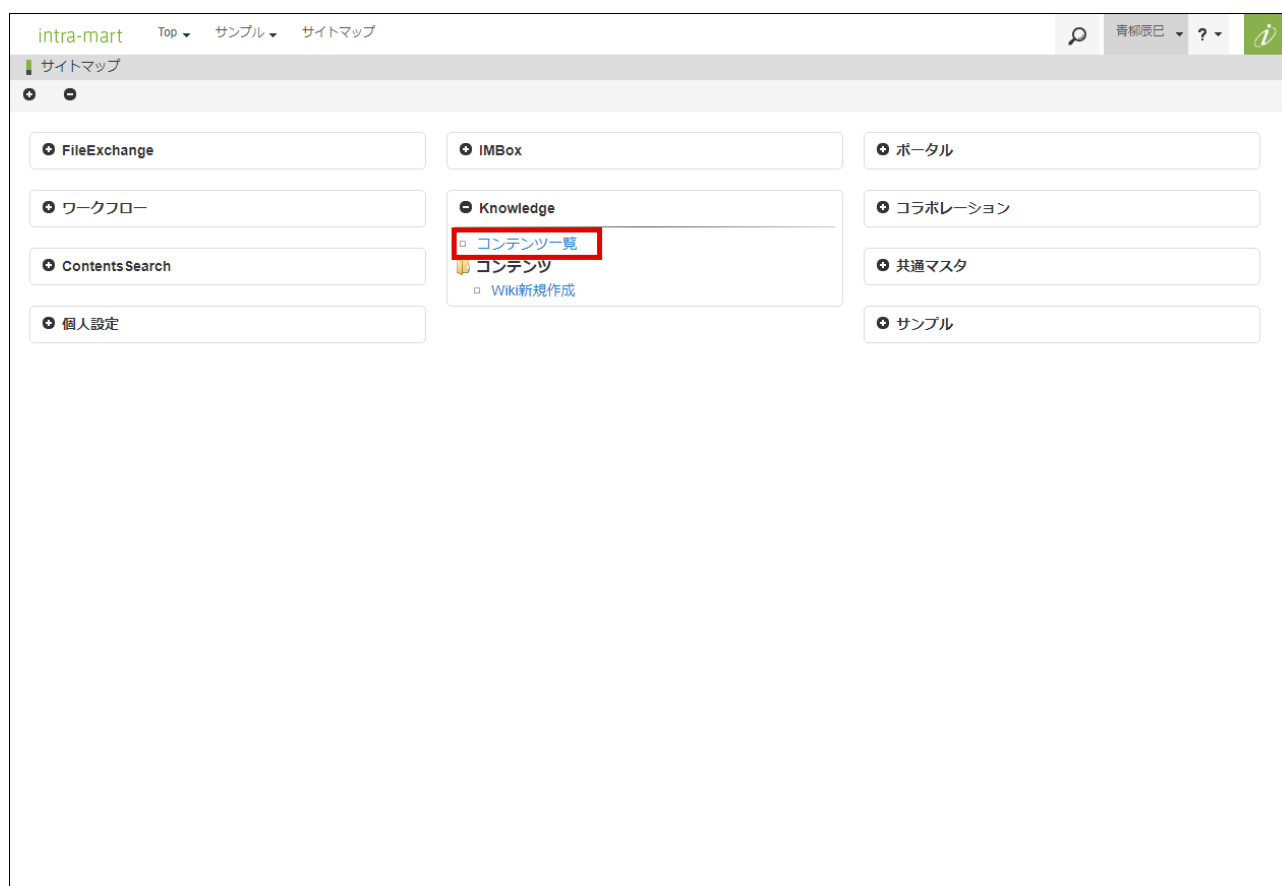 intra-mart Top サンプル サイトマップ 青柳辰巳 ?
サイトマップ
FileExchange IMBox ポータル
ワークフロー Knowledge コラボレーション
コンテンツ一覧
ContentsSearch コンテンツ 共通マスタ
Wiki新規作成
個人設定 サンプル